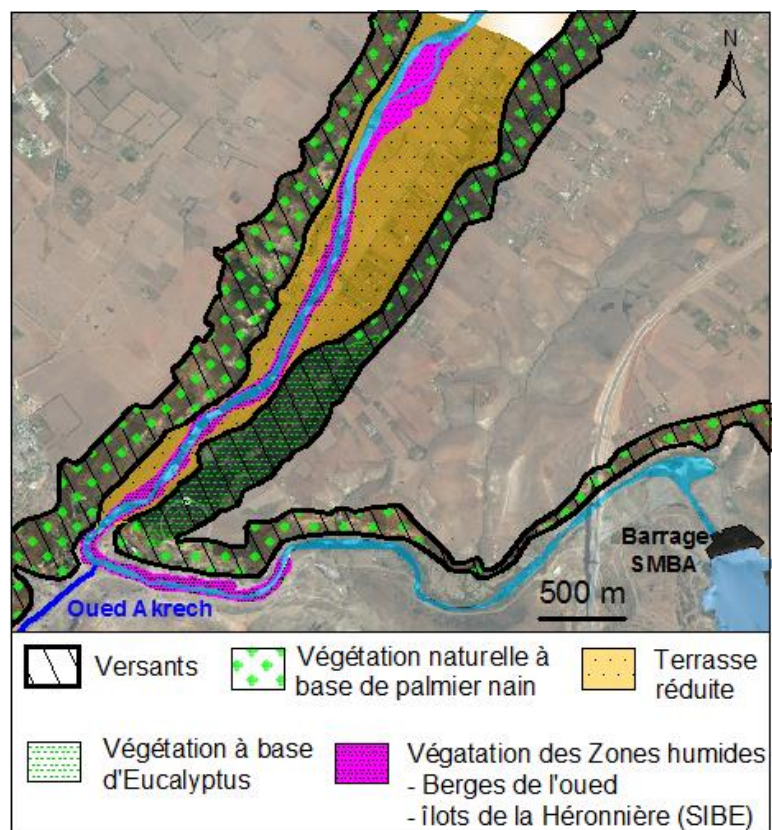 N
Barrage
SMBA
Oued Akrech
500 m
Versants
Végétation naturelle à
base de palmier nain
Terrasse
réduite
Végétation à base
d'Eucalyptus
Végatation des Zones humides
- Berges de l'oued
- îlots de la Héronnière (SIBE)